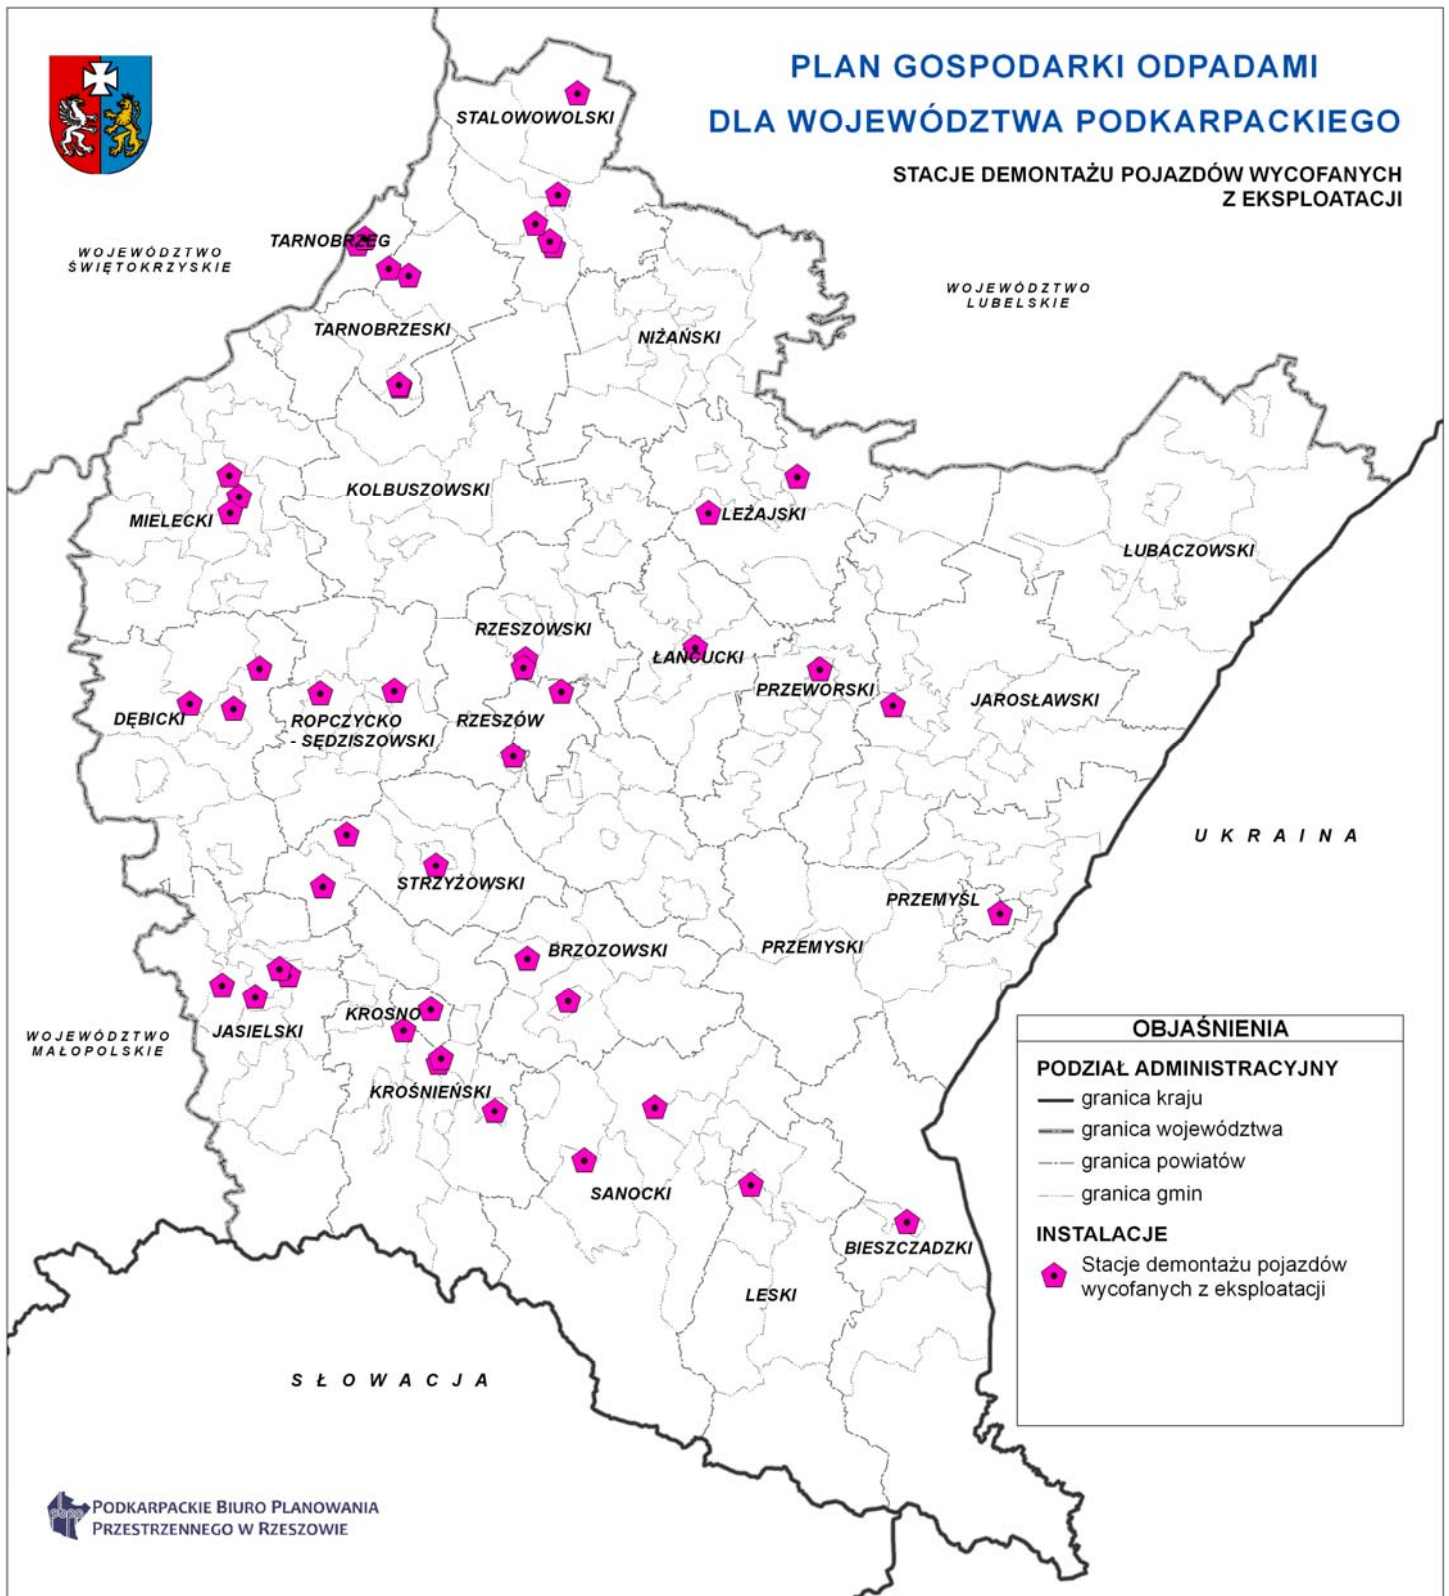 PLAN GOSPODARKI ODPADAMI
DLA WOJEWÓDZTWA PODKARPACKIEGO
STACJE DEMONTAŻU POJAZDÓW WYCOFANYCH
Z EKSPLOATACJI
STALOWOWOLSKI
TARNOBRZEG
WOJEWÓDZTWO
ŚWIĘTOKRZYSKIE
WOJEWÓDZTWO
LUBELSKIE
TARNOBRZESKI
NIŻAŃSKI
KOLBUSZOWSKI
MIELECKI
LEŻAJSKI
LUBACZOWSKI
RZESZOWSKI
ŁAŃCUCKI
PRZEWORSKI
JAROSŁAWSKI
DĘBICKI
ROPCZYCKO
- SĘDZISZOWSKI
RZESZÓW
UKRAINA
STRZYŻOWSKI
PRZEMYŚL
BRZOZOWSKI
PRZEMYSKI
KROSNO
JASIELSKI
WOJEWÓDZTWO
MAŁOPOLSKIE
KROŚNIEŃSKI
SANOCKI
BIESZCZADZKI
LESKI
SŁOWACJA
OBJAŚNIENIA
PODZIAŁ ADMINISTRACYJNY
granica kraju
granica województwa
granica powiatów
granica gmin
INSTALACJE
Stacje demontażu pojazdów
wycofanych z eksploatacji
pbpp
PODKARPACKIE BIURO PLANOWANIA
PRZESTRZENNEGO W RZESZOWIE